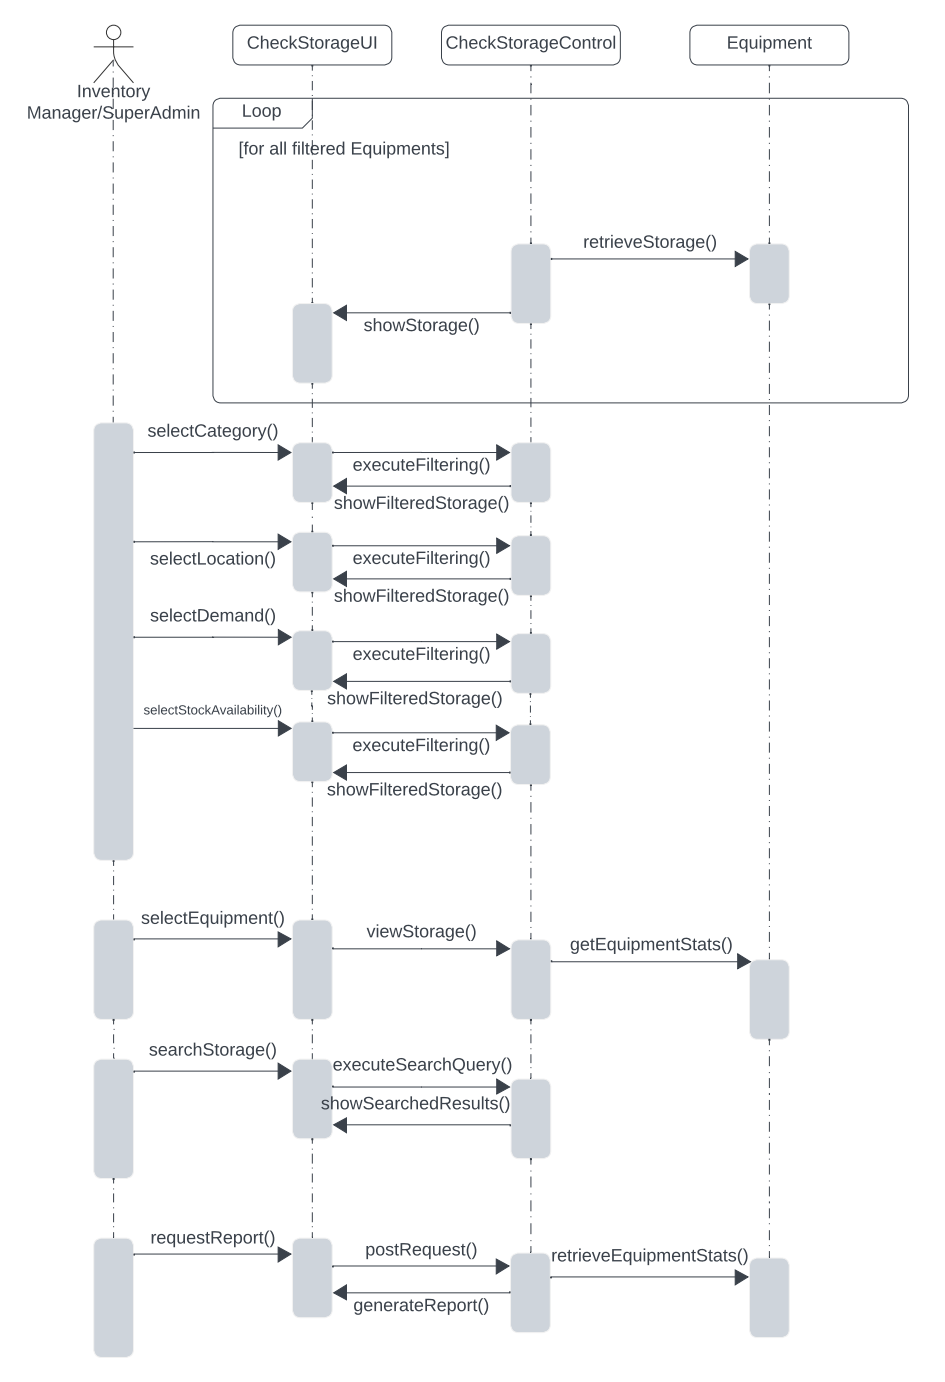 CheckStorageUI
CheckStorageControl
Equipment
Inventory
Manager/SuperAdmin
Loop
[for all filtered Equipments]
retrieveStorage()
showStorage()
selectCategory()
executeFiltering()
showFilteredStorage()
selectLocation()
executeFiltering()
showFilteredStorage()
selectDemand()
executeFiltering()
showFilteredStorage()
selectStockAvailability()
executeFiltering()
showFilteredStorage()
selectEquipment()
viewStorage()
getEquipmentStats()
searchStorage()
executeSearchQuery()
showSearchedResults()
requestReport()
postRequest()
retrieveEquipmentStats()
generateReport()